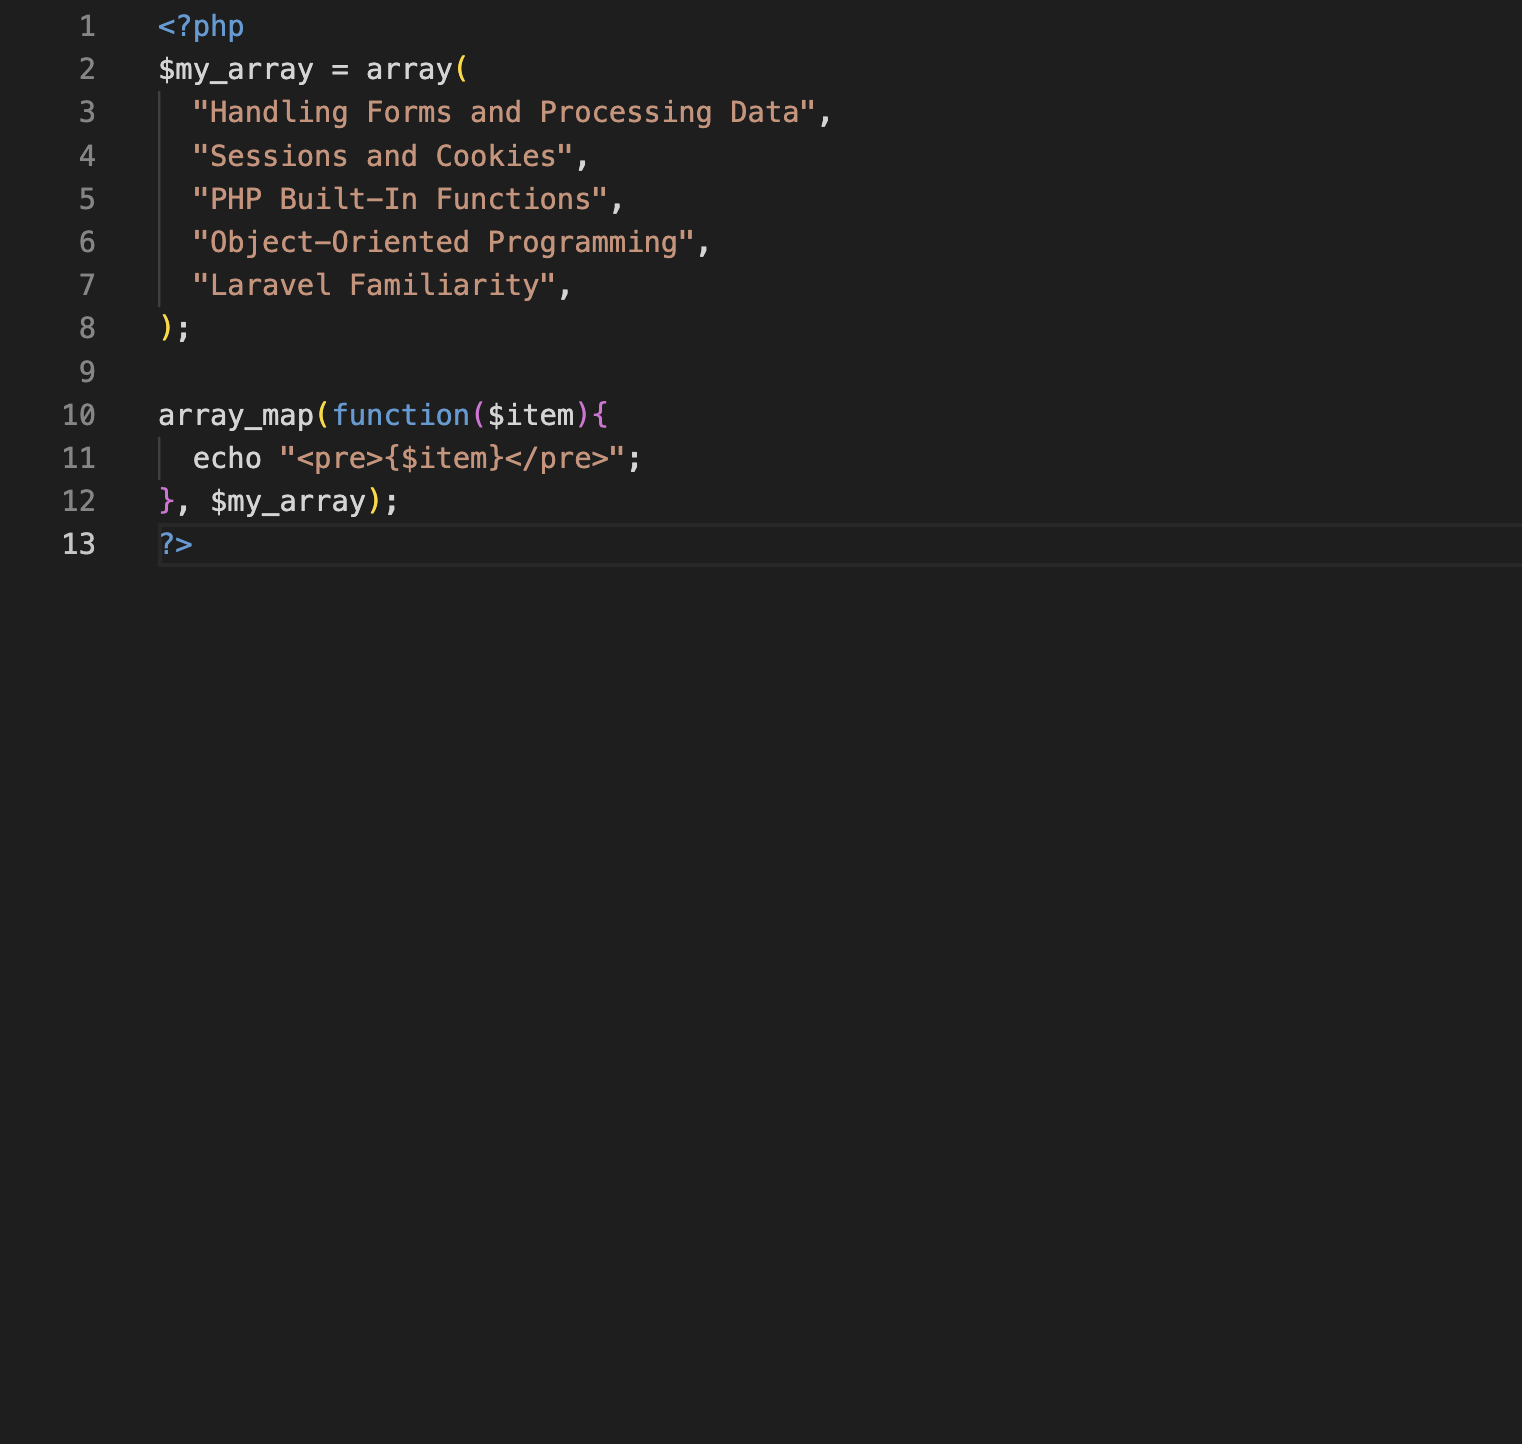 1 <?php
2 $my_array = array(
3   "Handling Forms and Processing Data",
4   "Sessions and Cookies",
5   "PHP Built-In Functions",
6   "Object-Oriented Programming",
7   "Laravel Familiarity",
8 );
9
10 array_map(function($item){
11   echo "<pre>{$item}</pre>";
12 }, $my_array);
13 ?>